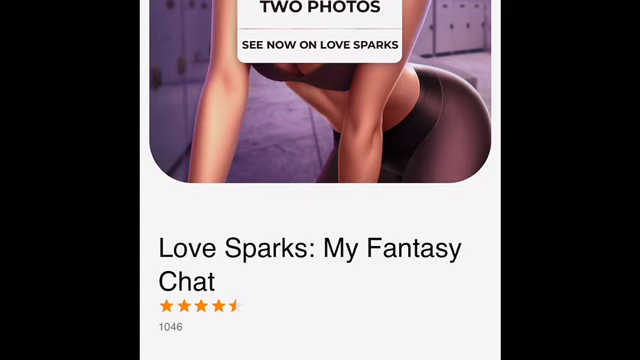 TWO PHOTOS
SEE NOW ON LOVE SPARKS
Love Sparks: My Fantasy
Chat
1046